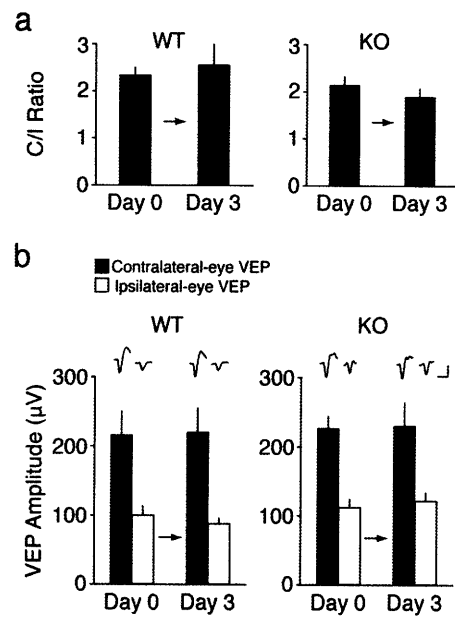 a
WT
KO
C/I Ratio
3
2
1
0
3
2
1
0
Day 0
Day 3
Day 0
Day 3
b
Contralateral-eye VEP
Ipsilateral-eye VEP
WT
KO
VEP Amplitude (µV)
300
200
100
0
300
200
100
0
Day 0
Day 3
Day 0
Day 3